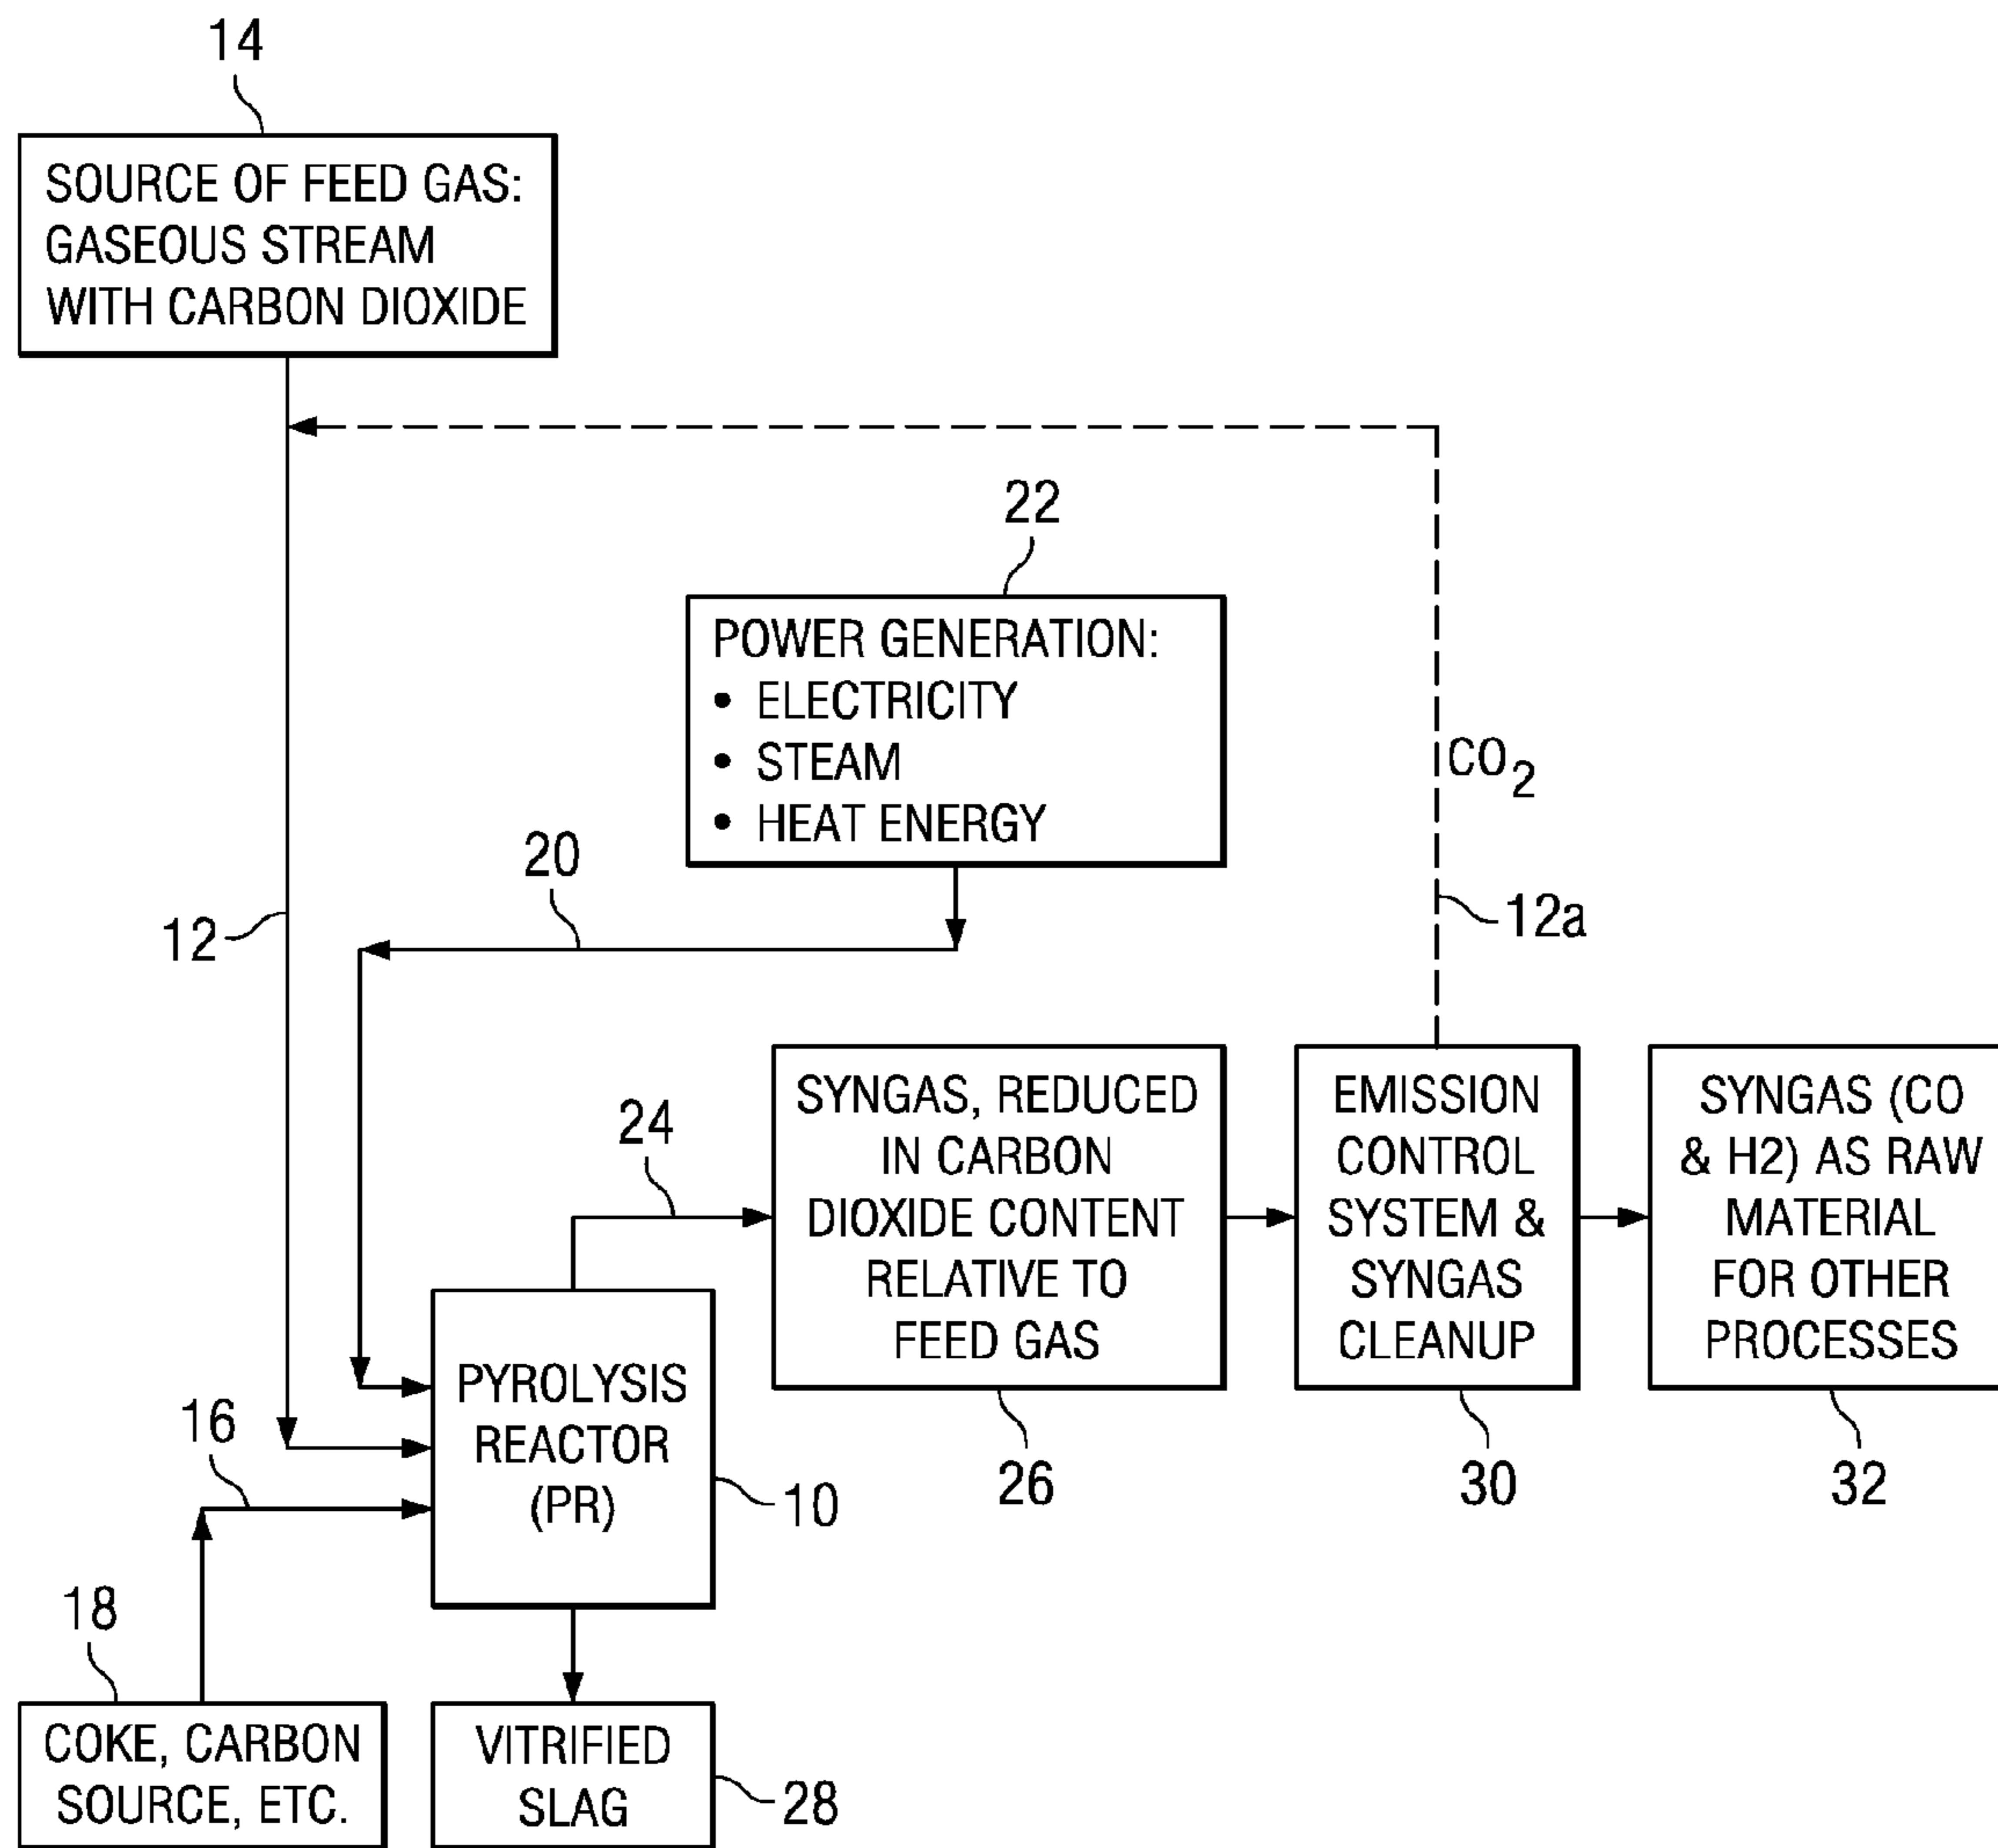 14
SOURCE OF FEED GAS:
GASEOUS STREAM
WITH CARBON DIOXIDE
22
POWER GENERATION:
• ELECTRICITY
• STEAM
• HEAT ENERGY
CO2
20
12
12a
24
SYNGAS, REDUCED
IN CARBON
DIOXIDE CONTENT
RELATIVE TO
FEED GAS
26
EMISSION
CONTROL
SYSTEM &
SYNGAS
CLEANUP
30
SYNGAS (CO
& H2) AS RAW
MATERIAL
FOR OTHER
PROCESSES
32
16
PYROLYSIS
REACTOR
(PR)
10
18
COKE, CARBON
SOURCE, ETC.
VITRIFIED
SLAG
28